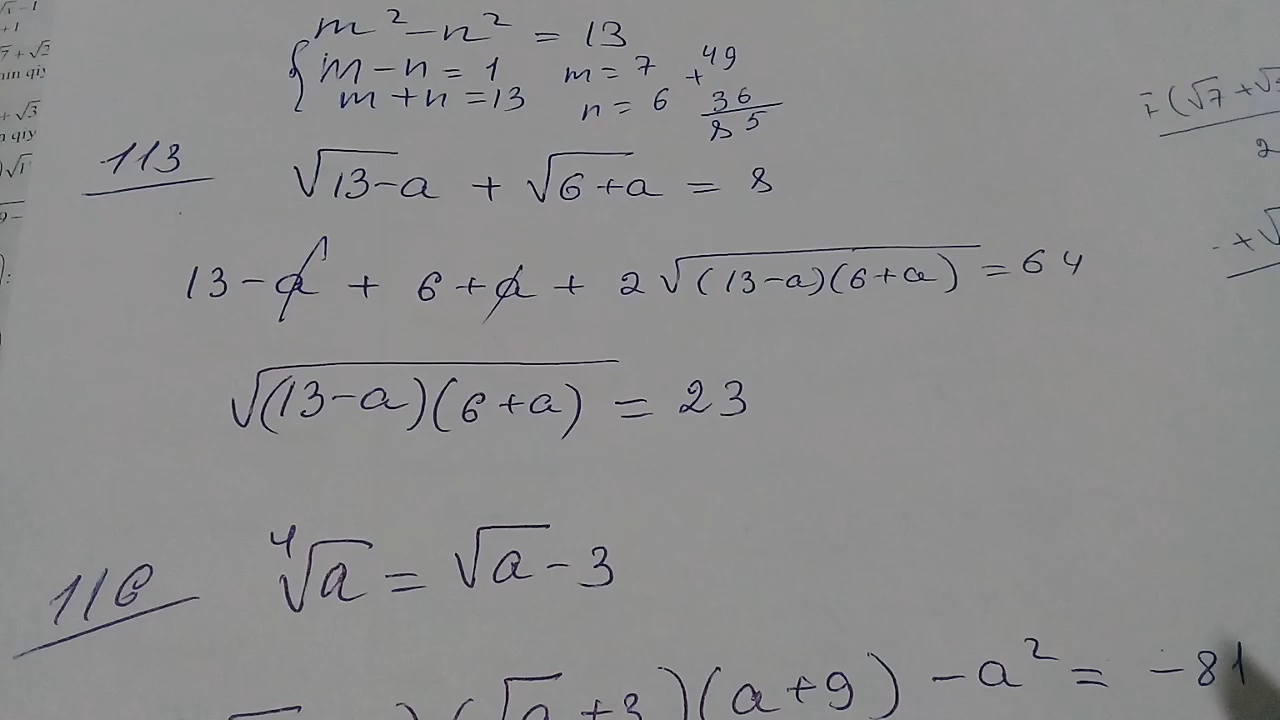 m² - n² = 13
{ m - n = 1 m = 7 + 49
m + n = 13 n = 6 36
85
113 √(13-a) + √(6+a) = 8
13 - a + 6 + a + 2√((13-a)(6+a)) = 64
√((13-a)(6+a)) = 23
116 ⁴√a = √a - 3
(√a + 3)(a+9) - a² = -81